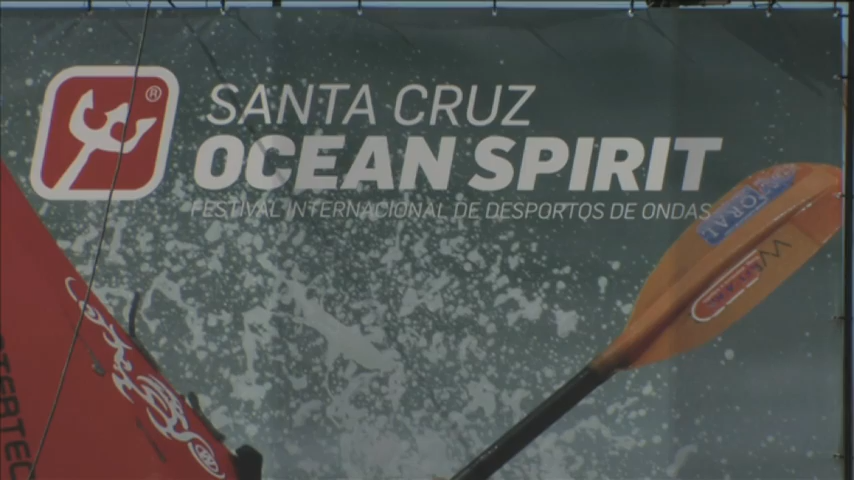 ®
SANTA CRUZ
OCEAN SPIRIT
FESTIVAL INTERNACIONAL DE DESPORTOS DE ONDAS